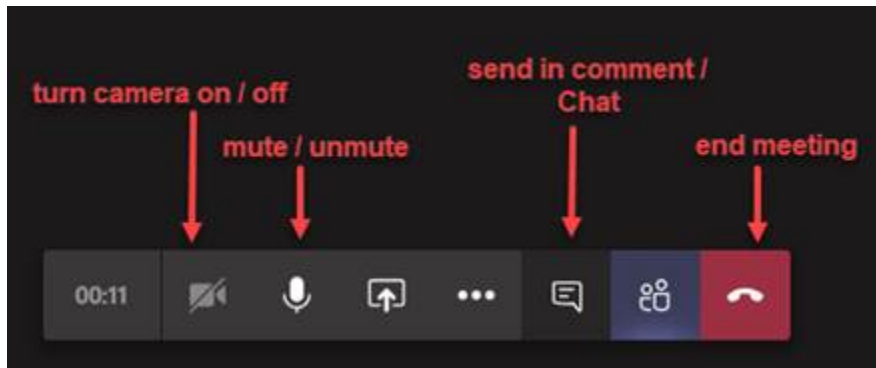 turn camera on / off
mute / unmute
send in comment /
Chat
end meeting
00:11